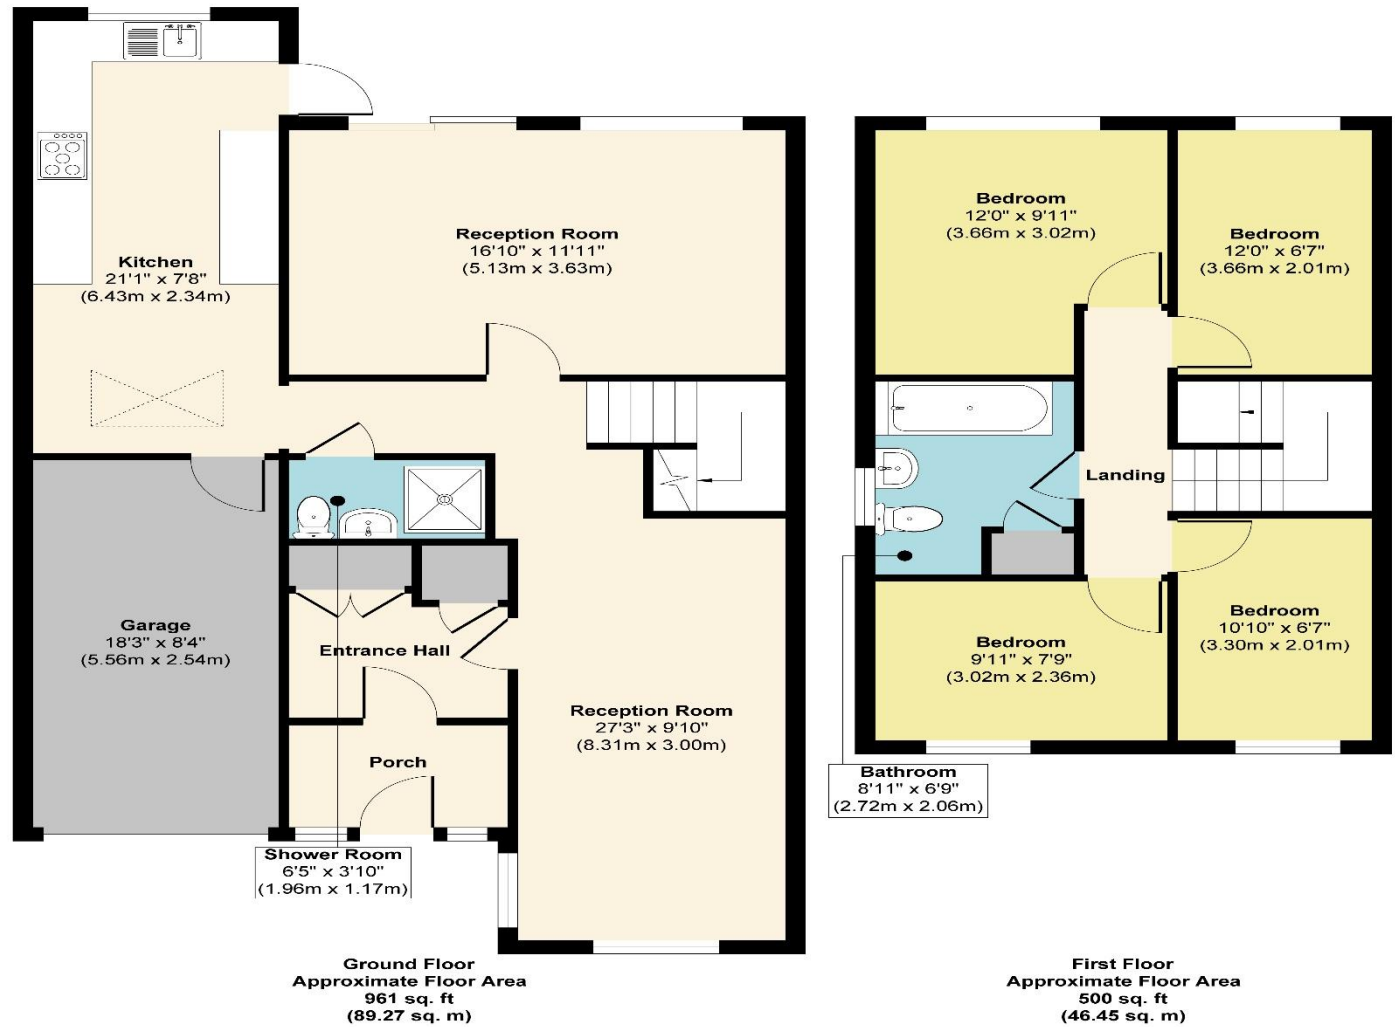 Kitchen
21'1" x 7'8"
(6.43m x 2.34m)
Reception Room
16'10" x 11'11"
(5.13m x 3.63m)
Garage
18'3" x 8'4"
(5.56m x 2.54m)
Entrance Hall
Porch
Reception Room
27'3" x 9'10"
(8.31m x 3.00m)
Shower Room
6'5" x 3'10"
(1.96m x 1.17m)
Ground Floor
Approximate Floor Area
961 sq. ft
(89.27 sq. m)
Bedroom
12'0" x 9'11"
(3.66m x 3.02m)
Bedroom
12'0" x 6'7"
(3.66m x 2.01m)
Landing
Bedroom
9'11" x 7'9"
(3.02m x 2.36m)
Bedroom
10'10" x 6'7"
(3.30m x 2.01m)
Bathroom
8'11" x 6'9"
(2.72m x 2.06m)
First Floor
Approximate Floor Area
500 sq. ft
(46.45 sq. m)